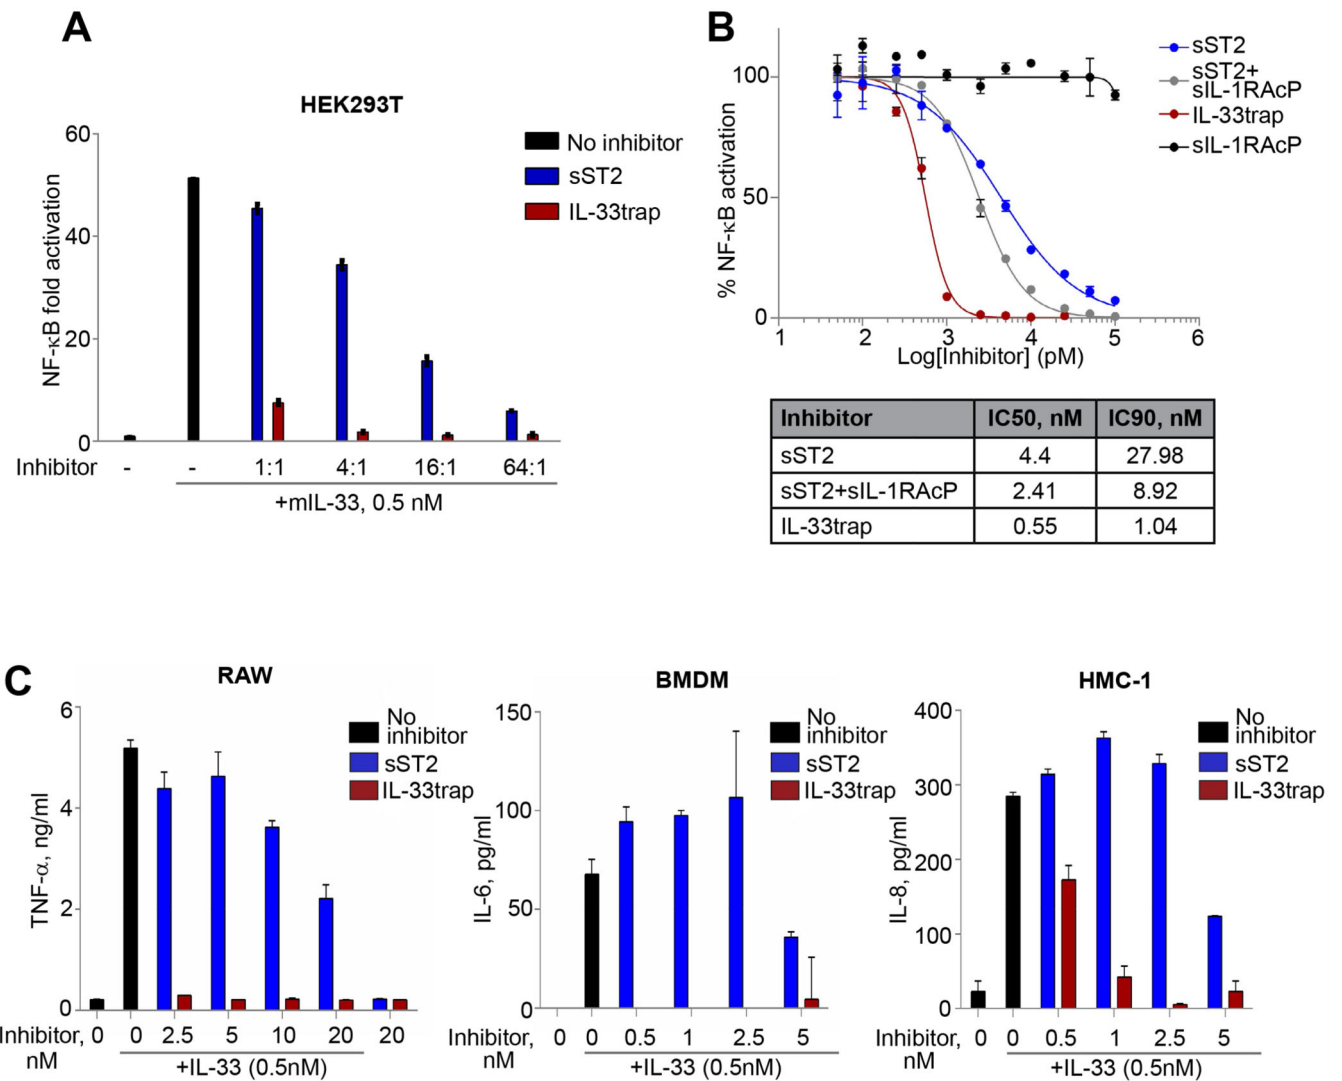 A
HEK293T
NF-κB fold activation
60
40
20
0
No inhibitor
sST2
IL-33trap
Inhibitor - - 1:1 4:1 16:1 64:1
+mIL-33, 0.5 nM
B
% NF-κB activation
100
50
0
1 2 3 4 5 6
Log[Inhibitor] (pM)
sST2
sST2+
sIL-1RAcP
IL-33trap
sIL-1RAcP
Inhibitor IC50, nM IC90, nM
sST2 4.4 27.98
sST2+sIL-1RAcP 2.41 8.92
IL-33trap 0.55 1.04
C
RAW
TNF-α, ng/ml
6
4
2
0
No
inhibitor
sST2
IL-33trap
Inhibitor, 0 0 2.5 5 10 20 20
nM
+IL-33 (0.5nM)
BMDM
IL-6, pg/ml
150
100
50
0
No
inhibitor
sST2
IL-33trap
Inhibitor, 0 0 0.5 1 2.5 5
nM
+IL-33 (0.5nM)
HMC-1
IL-8, pg/ml
400
300
200
100
0
No
inhibitor
sST2
IL-33trap
0 0 0.5 1 2.5 5
+IL-33 (0.5nM)